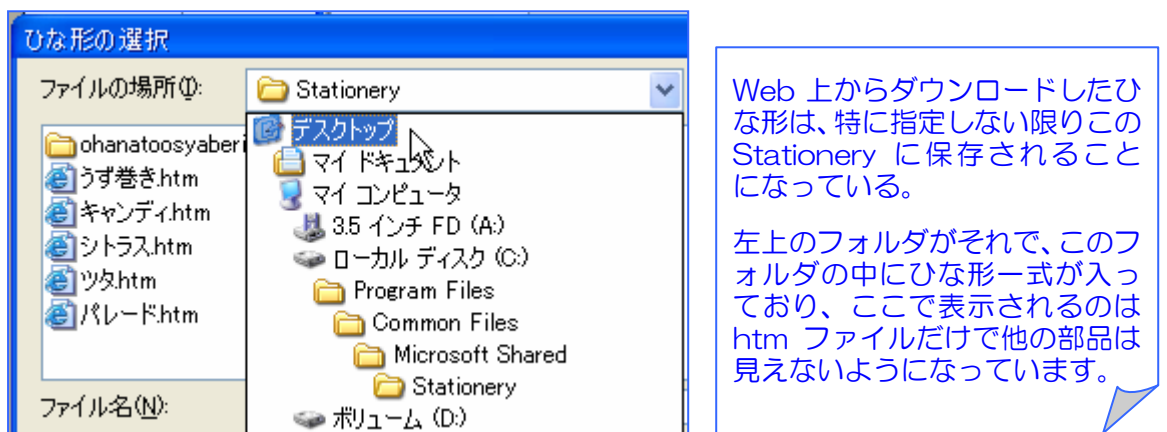 ひな形の選択
ファイルの場所(I):
Stationery
ohanatoosyaberi
うず巻き.htm
キャンディ.htm
シトラス.htm
ツタ.htm
パレード.htm
ファイル名(N):
デスクトップ
マイ ドキュメント
マイ コンピュータ
3.5 インチ FD (A:)
ローカル ディスク (C:)
Program Files
Common Files
Microsoft Shared
Stationery
ボリューム (D:)
Web 上からダウンロードしたひ
な形は、特に指定しない限りこの
Stationery に保存されること
になっている。
左上のフォルダがそれで、このフ
ォルダの中にひな形一式が入っ
ており、ここで表示されるのは
htm ファイルだけで他の部品は
見えないようになっています。